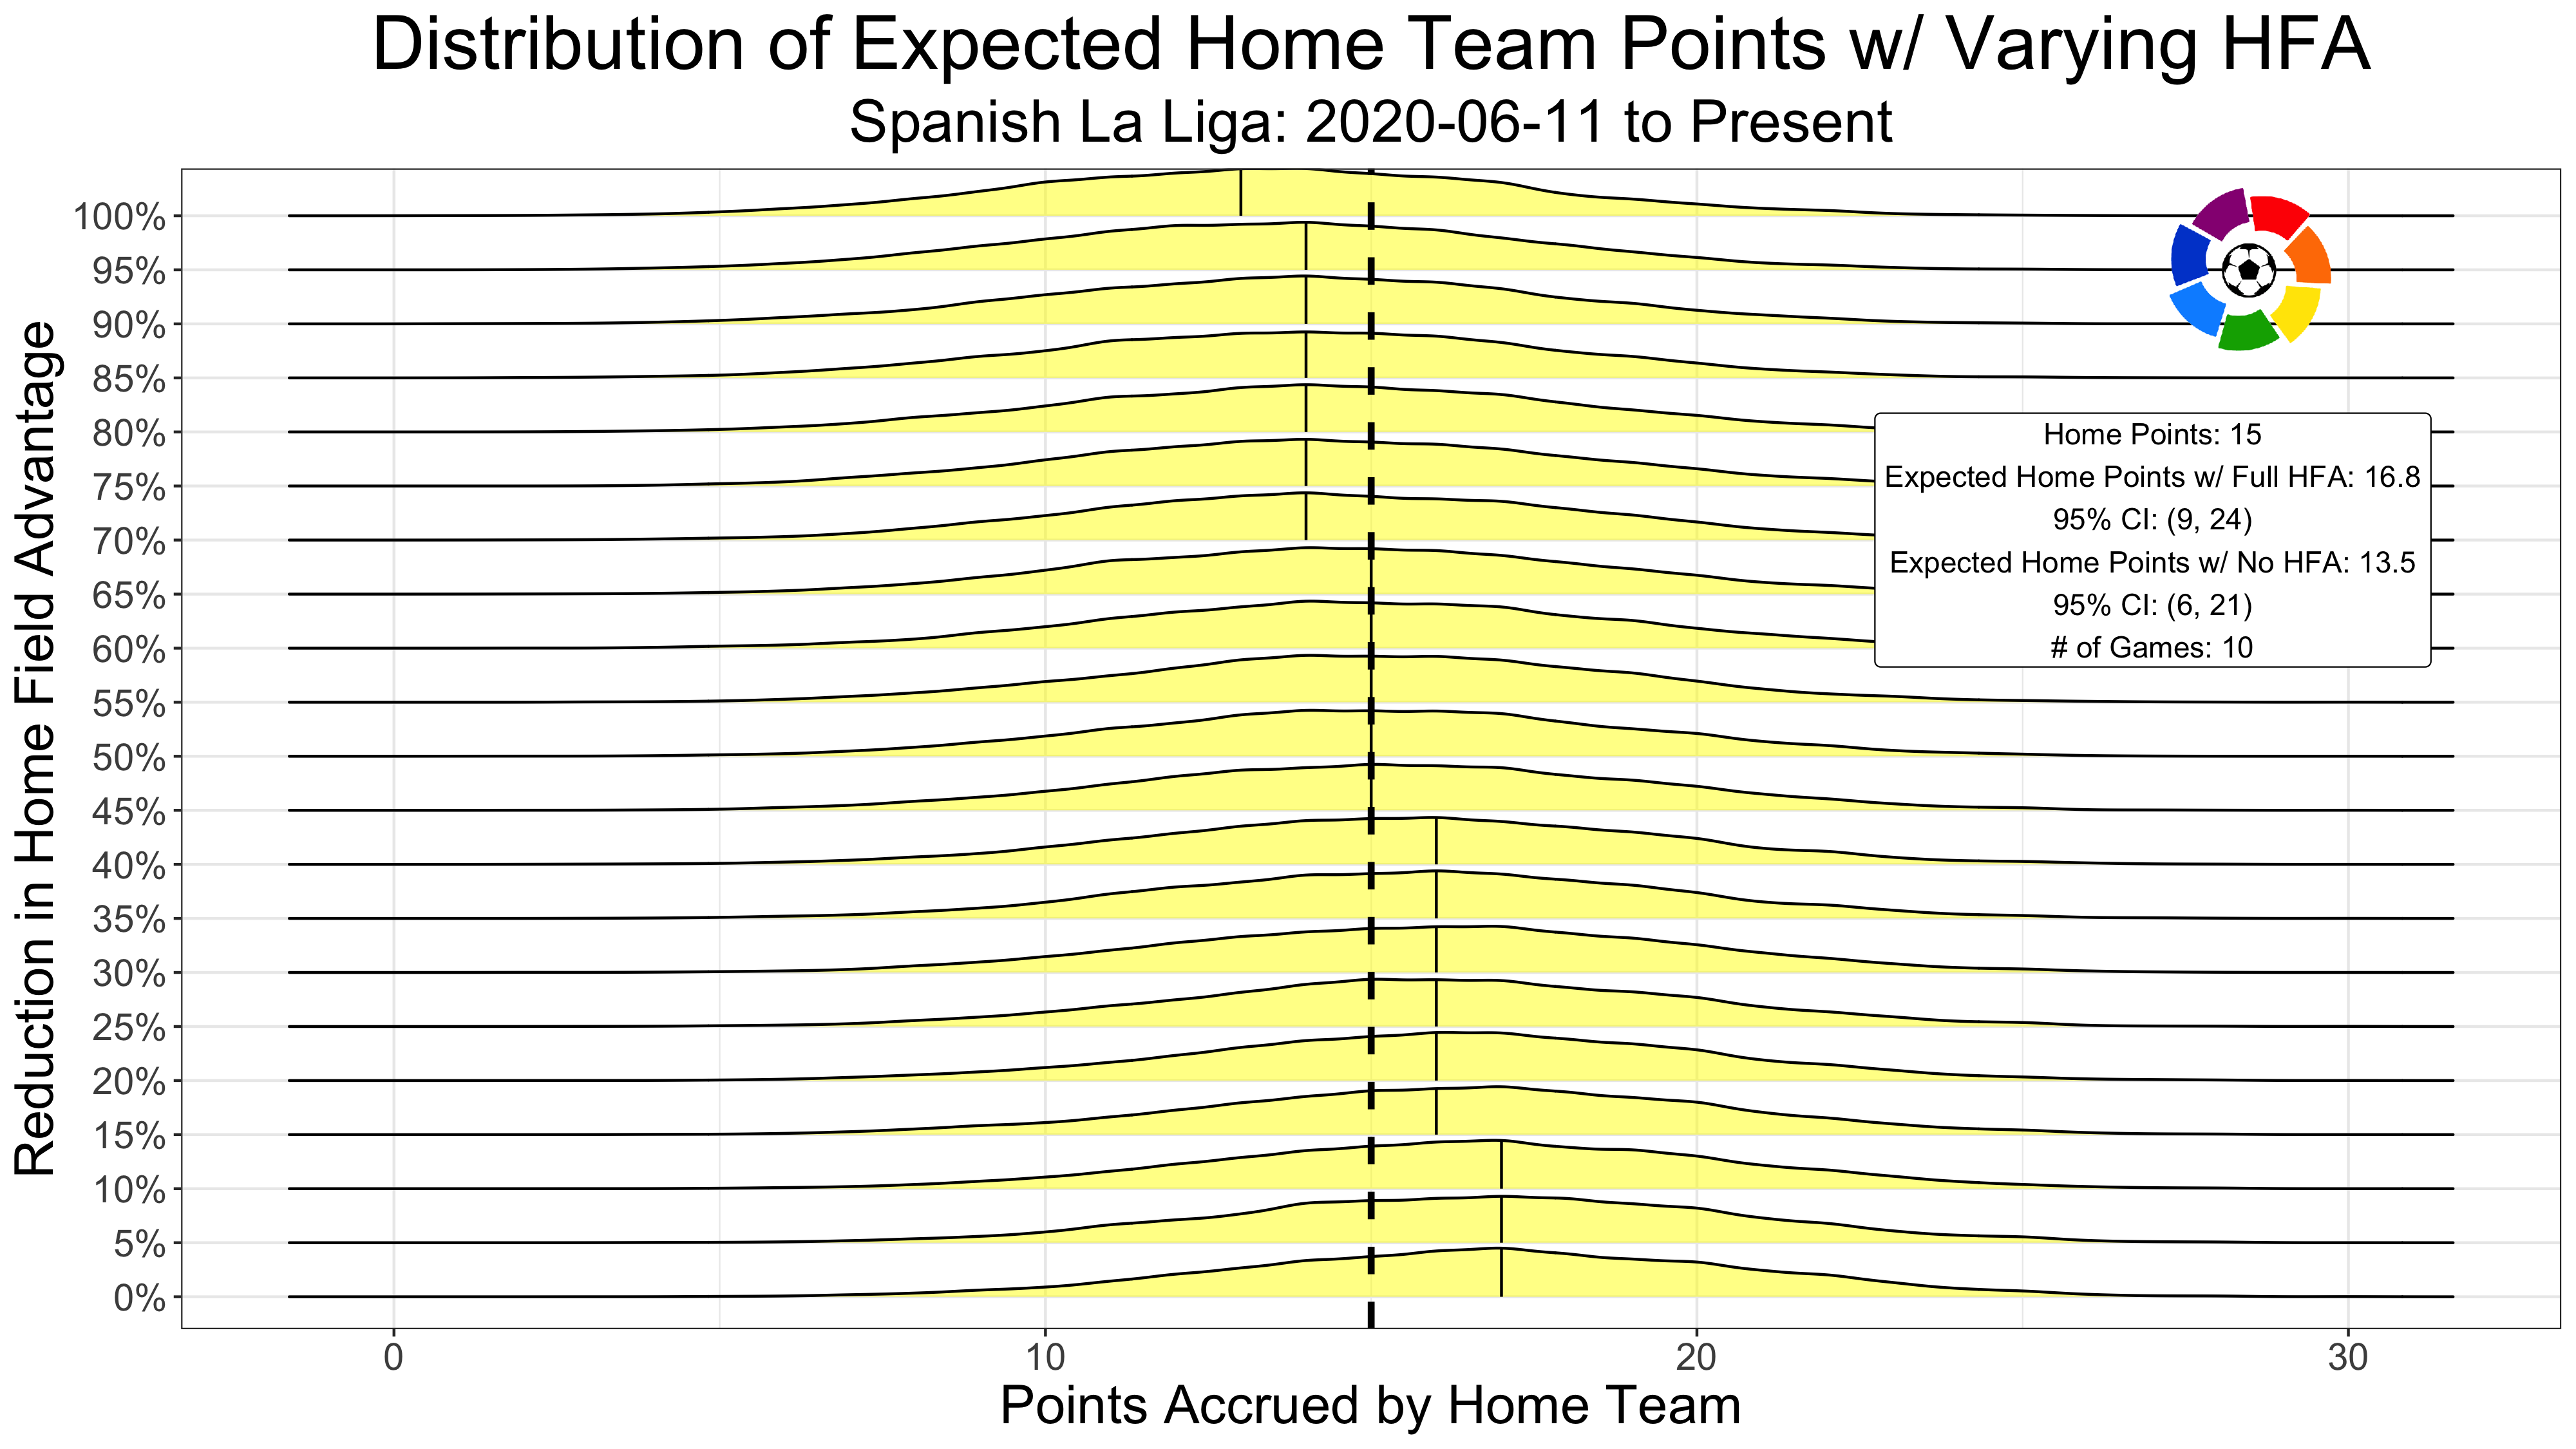 Distribution of Expected Home Team Points w/ Varying HFA
Spanish La Liga: 2020-06-11 to Present
Reduction in Home Field Advantage
100%
95%
90%
85%
80%
75%
70%
65%
60%
55%
50%
45%
40%
35%
30%
25%
20%
15%
10%
5%
0%
Home Points: 15
Expected Home Points w/ Full HFA: 16.8
95% CI: (9, 24)
Expected Home Points w/ No HFA: 13.5
95% CI: (6, 21)
# of Games: 10
0 10 20 30
Points Accrued by Home Team